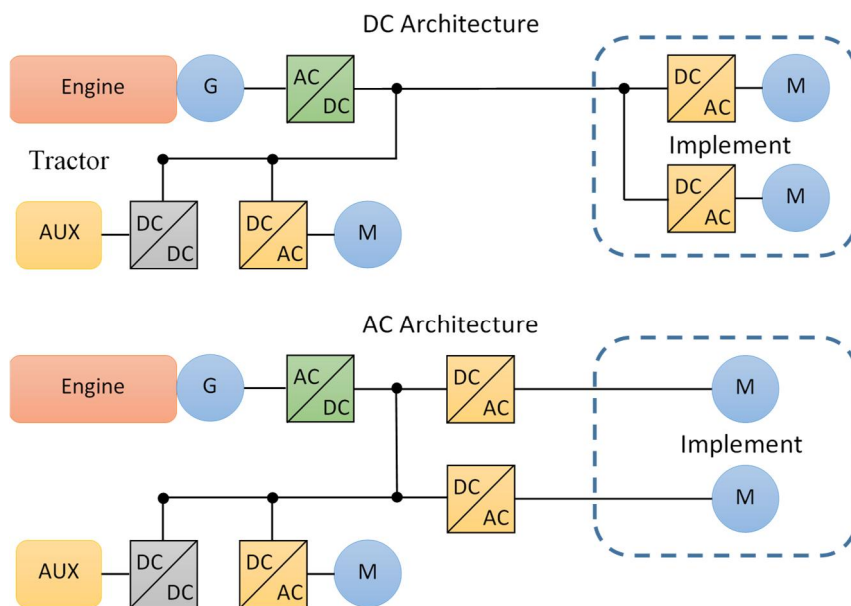 DC Architecture
Engine
G
AC
DC
DC
AC
M
Implement
Tractor
DC
AC
M
AUX
DC
DC
DC
AC
M
AC Architecture
Engine
G
AC
DC
DC
AC
M
Implement
DC
AC
M
AUX
DC
DC
DC
AC
M